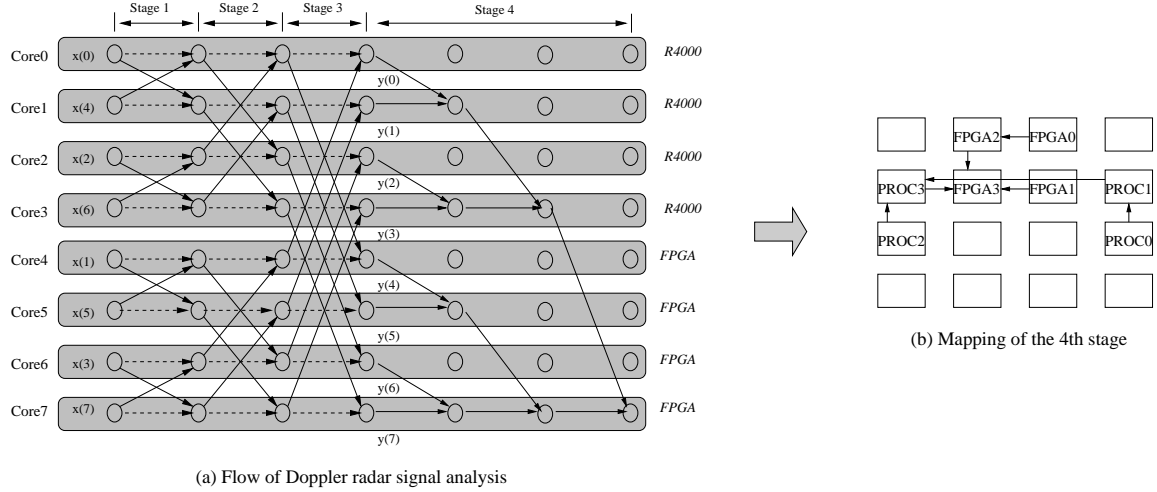 Stage 1 Stage 2 Stage 3 Stage 4
Core0 x(0) R4000
y(0)
Core1 x(4) R4000
y(1)
Core2 x(2) R4000
y(2)
Core3 x(6) R4000
y(3)
Core4 x(1) FPGA
y(4)
Core5 x(5) FPGA
y(5)
Core6 x(3) FPGA
y(6)
Core7 x(7) FPGA
y(7)
(a) Flow of Doppler radar signal analysis
FPGA2 FPGA0
PROC3 FPGA3 FPGA1 PROC1
PROC2 PROC0
(b) Mapping of the 4th stage